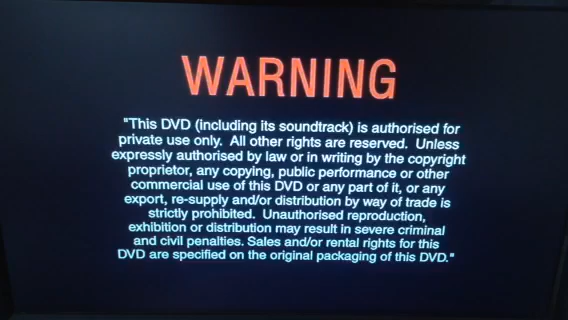 WARNING
"This DVD (including its soundtrack) is authorised for
private use only. All other rights are reserved. Unless
expressly authorised by law or in writing by the copyright
proprietor, any copying, public performance or other
commercial use of this DVD or any part of it, or any
export, re-supply and/or distribution by way of trade is
strictly prohibited. Unauthorised reproduction,
exhibition or distribution may result in severe criminal
and civil penalties. Sales and/or rental rights for this
DVD are specified on the original packaging of this DVD."